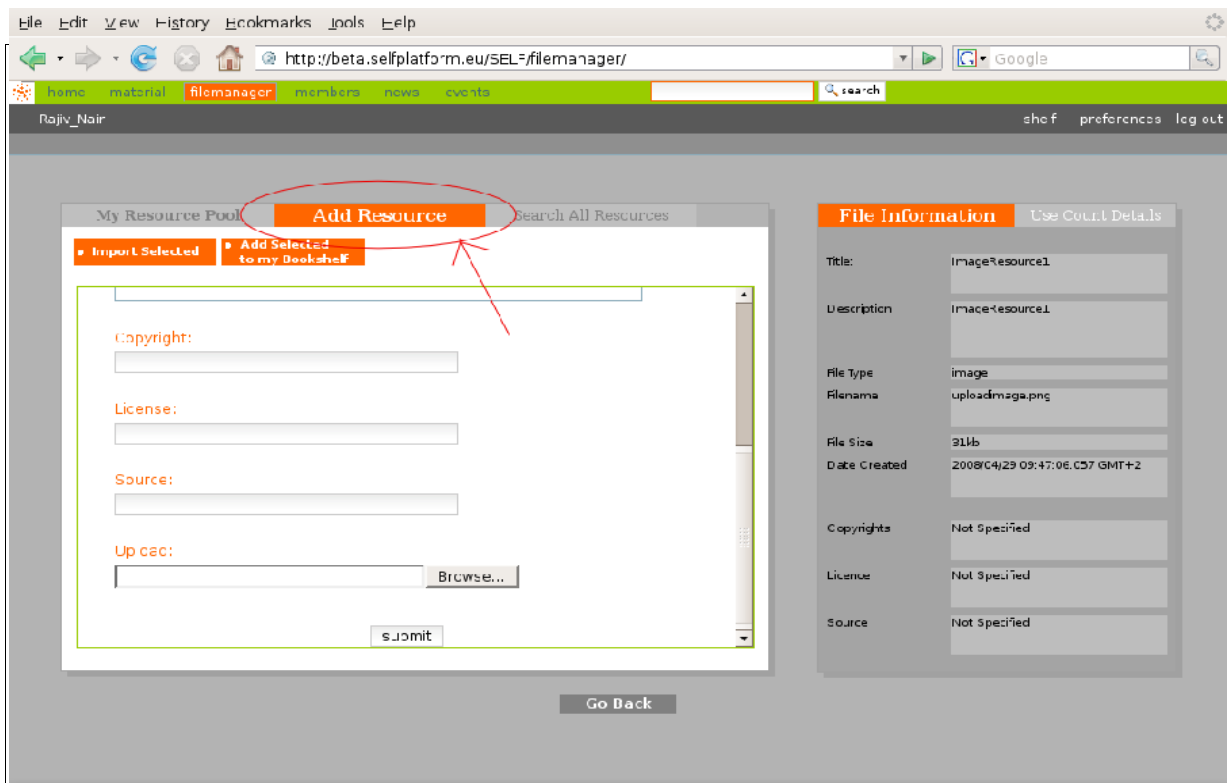 File Edit View History Bookmarks Tools Help
http://beta.selfplatform.eu/SELF/filemanager/
Google
home material filemanager members news events
search
Rajiv_Nair
shelf preferences log out
My Resource Pool Add Resource Search All Resources
Import Selected
Add Selected
to my Bookshelf
Copyright:
License:
Source:
Upload:
Browse...
submit
File Information Use Count Details
Title: ImageResource1
Description ImageResource1
File Type image
Filename uploadimage.png
File Size 31kb
Date Created 2008/04/29 09:47:06.057 GMT+2
Copyrights Not Specified
Licence Not Specified
Source Not Specified
Go Back